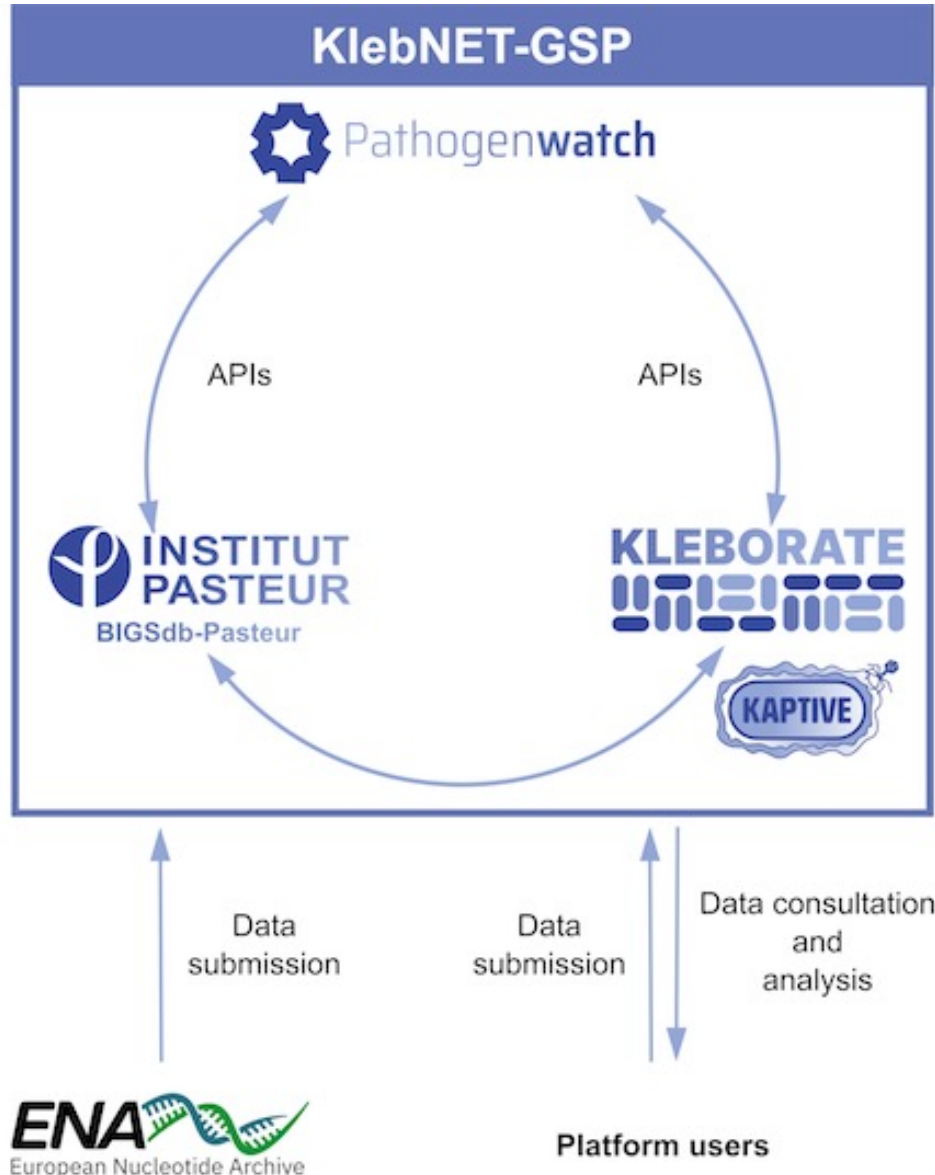 KlebNET-GSP
Pathogenwatch
APIs
APIs
INSTITUT
PASTEUR
BIGSdb-Pasteur
KLEBORATE
KAPTIVE
Data
submission
Data
submission
Data consultation
and
analysis
ENA
European Nucleotide Archive
Platform users